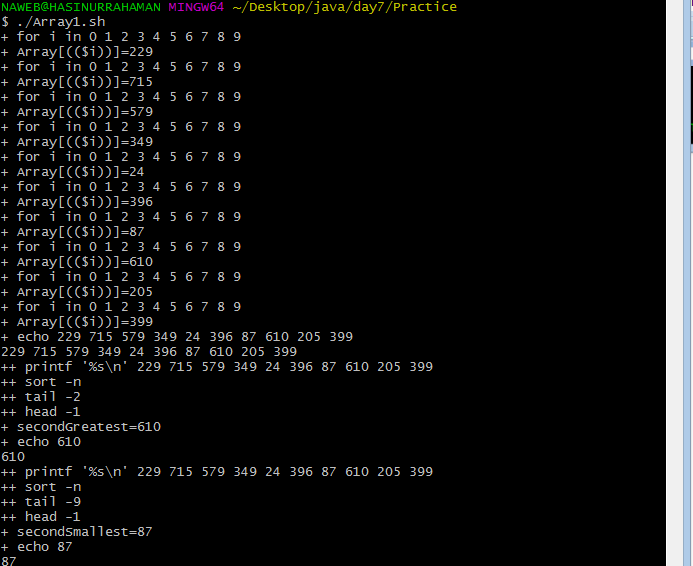 NAWEB@HASINURRAHAMAN MINGW64 ~/Desktop/java/day7/Practice
$ ./Array1.sh
+ for i in 0 1 2 3 4 5 6 7 8 9
+ Array[(($i))]=229
+ for i in 0 1 2 3 4 5 6 7 8 9
+ Array[(($i))]=715
+ for i in 0 1 2 3 4 5 6 7 8 9
+ Array[(($i))]=579
+ for i in 0 1 2 3 4 5 6 7 8 9
+ Array[(($i))]=349
+ for i in 0 1 2 3 4 5 6 7 8 9
+ Array[(($i))]=24
+ for i in 0 1 2 3 4 5 6 7 8 9
+ Array[(($i))]=396
+ for i in 0 1 2 3 4 5 6 7 8 9
+ Array[(($i))]=87
+ for i in 0 1 2 3 4 5 6 7 8 9
+ Array[(($i))]=610
+ for i in 0 1 2 3 4 5 6 7 8 9
+ Array[(($i))]=205
+ for i in 0 1 2 3 4 5 6 7 8 9
+ Array[(($i))]=399
+ echo 229 715 579 349 24 396 87 610 205 399
229 715 579 349 24 396 87 610 205 399
++ printf '%s\n' 229 715 579 349 24 396 87 610 205 399
++ sort -n
++ tail -2
++ head -1
+ secondGreatest=610
+ echo 610
610
++ printf '%s\n' 229 715 579 349 24 396 87 610 205 399
++ sort -n
++ tail -9
++ head -1
+ secondSmallest=87
+ echo 87
87